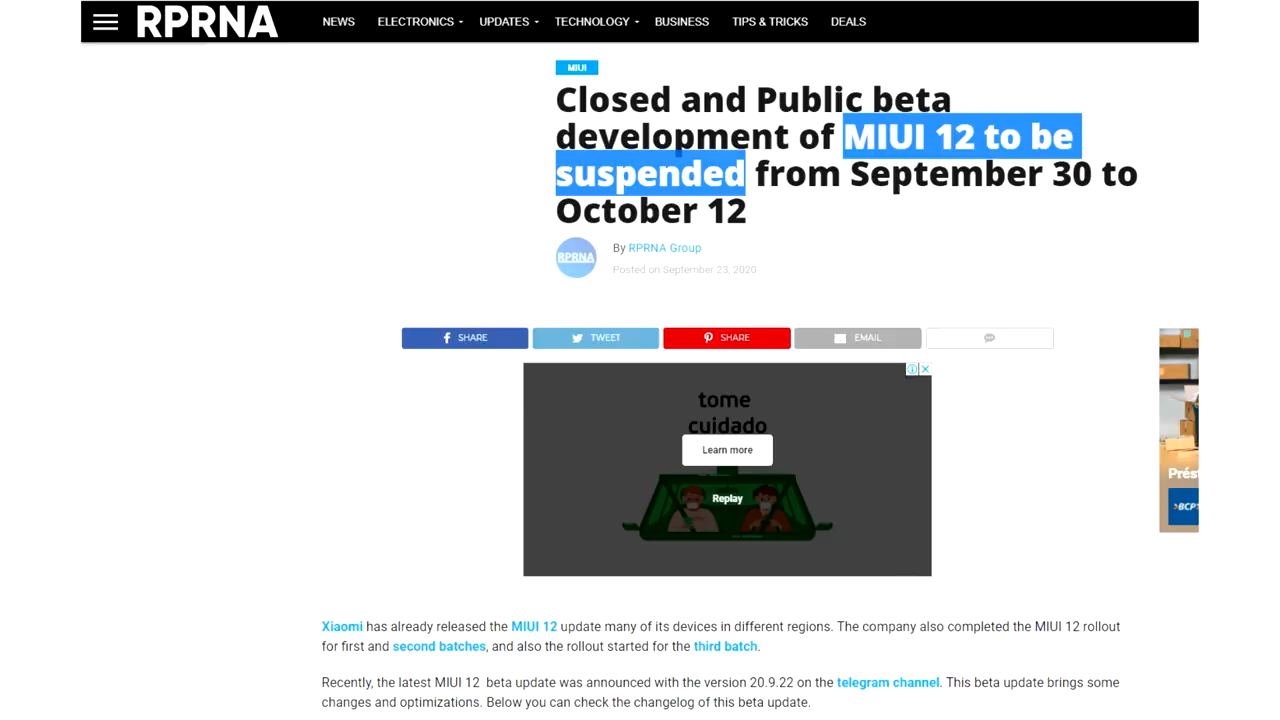 RPRNA NEWS ELECTRONICS UPDATES TECHNOLOGY BUSINESS TIPS & TRICKS DEALS
MIUI
Closed and Public beta
development of MIUI 12 to be
suspended from September 30 to
October 12
RPRNA
By RPRNA Group
Posted on September 23, 2020
SHARE TWEET SHARE EMAIL
tome
cuidado
Learn more
Replay
Prés
BCP
Xiaomi has already released the MIUI 12 update many of its devices in different regions. The company also completed the MIUI 12 rollout
for first and second batches, and also the rollout started for the third batch.
Recently, the latest MIUI 12 beta update was announced with the version 20.9.22 on the telegram channel. This beta update brings some
changes and optimizations. Below you can check the changelog of this beta update.